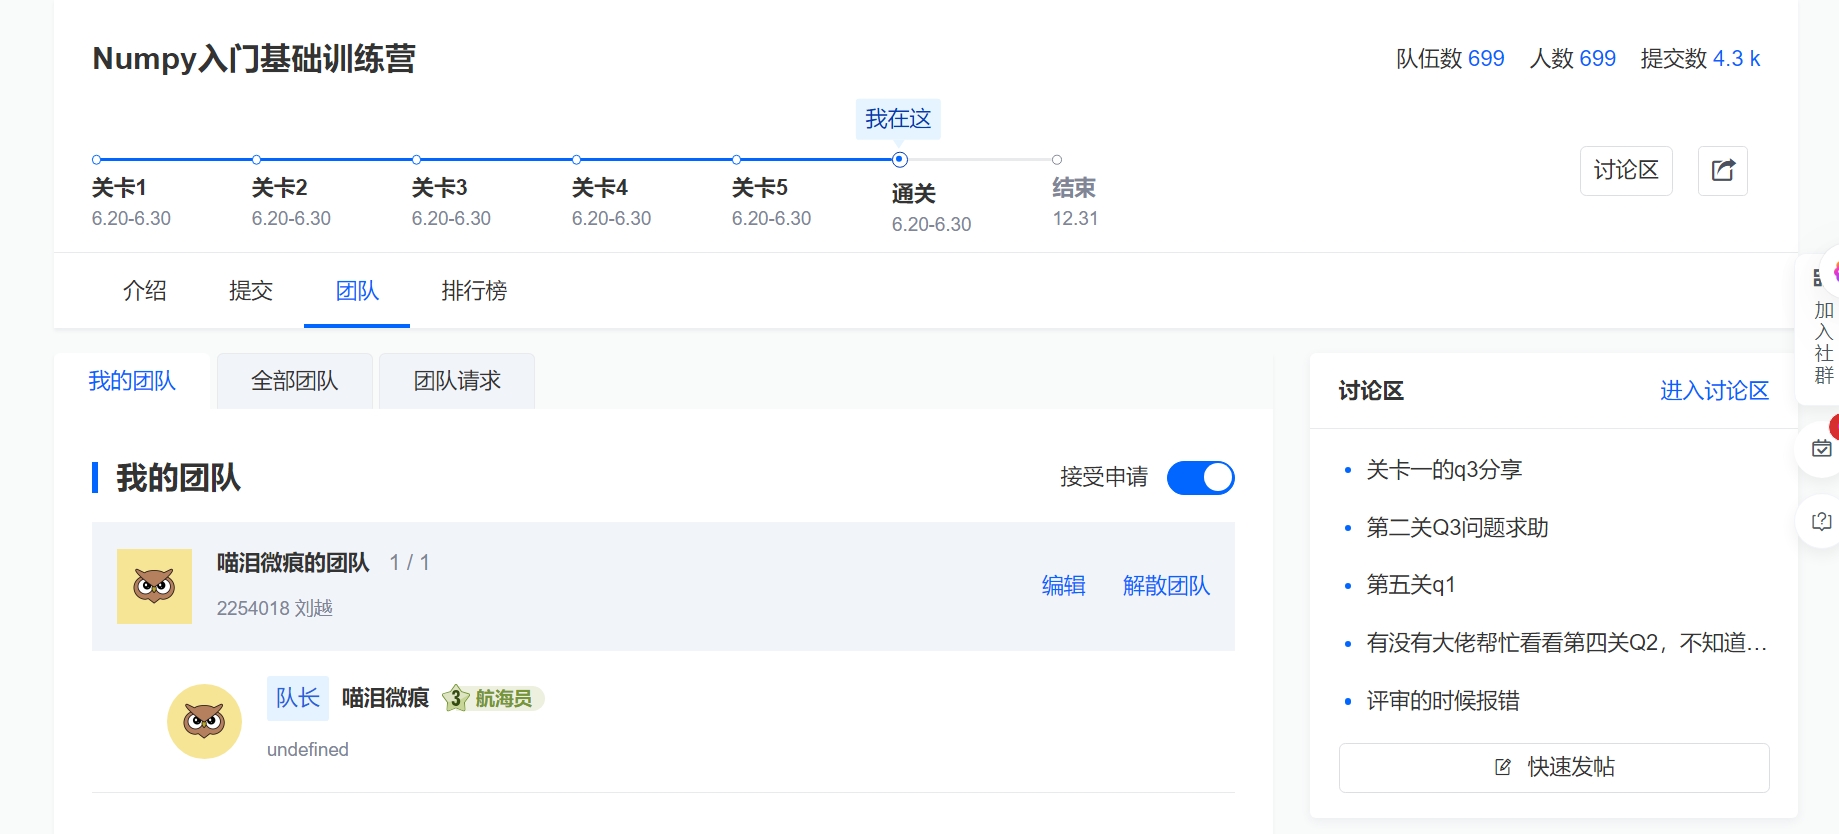 Numpy入门基础训练营
队伍数 699 人数 699 提交数 4.3 k
我在这
关卡1 关卡2 关卡3 关卡4 关卡5 通关 结束
6.20-6.30 6.20-6.30 6.20-6.30 6.20-6.30 6.20-6.30 6.20-6.30 12.31
讨论区
介绍 提交 团队 排行榜
我的团队 全部团队 团队请求
我的团队
接受申请
喵泪微痕的团队 1 / 1
2254018 刘越
编辑 解散团队
队长 喵泪微痕 3 航海员
undefined
讨论区 进入讨论区
关卡一的q3分享
第二关Q3问题求助
第五关q1
有没有大佬帮忙看看第四关Q2，不知道...
评审的时候报错
快速发帖
加
入
社
群